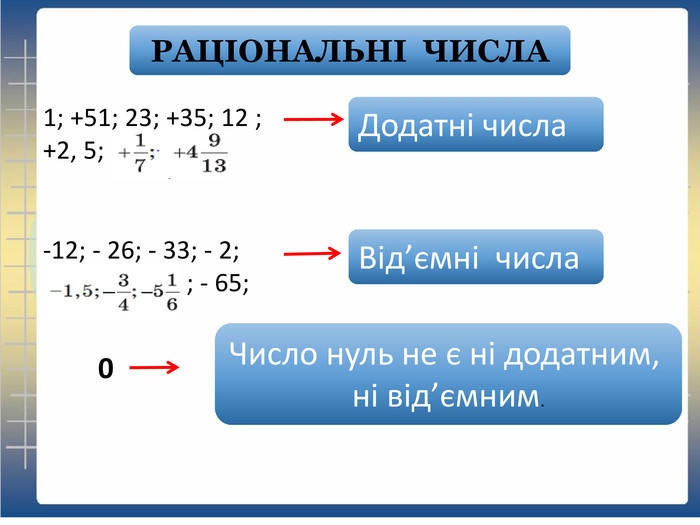 РАЦІОНАЛЬНІ ЧИСЛА
1; +51; 23; +35; 12 ;
+2, 5; +1/7; +4 9/13
Додатні числа
-12; - 26; - 33; - 2;
−1,5; −3/4; −5 1/6 ; - 65;
Від’ємні числа
0
Число нуль не є ні додатним,
ні від’ємним.